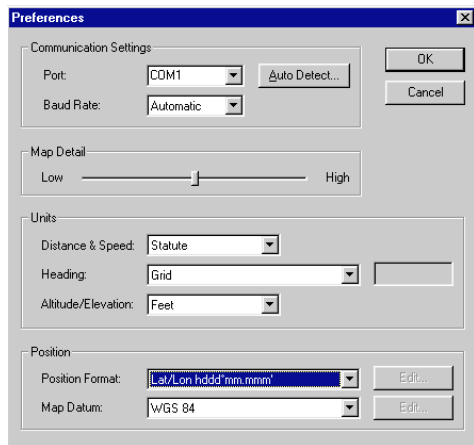 Preferences
Communication Settings
Port: COM1 Auto Detect...
Baud Rate: Automatic
OK
Cancel
Map Detail
Low High
Units
Distance & Speed: Statute
Heading: Grid
Altitude/Elevation: Feet
Position
Position Format: Lat/Lon hddd°mm.mmm' Edit...
Map Datum: WGS 84 Edit...